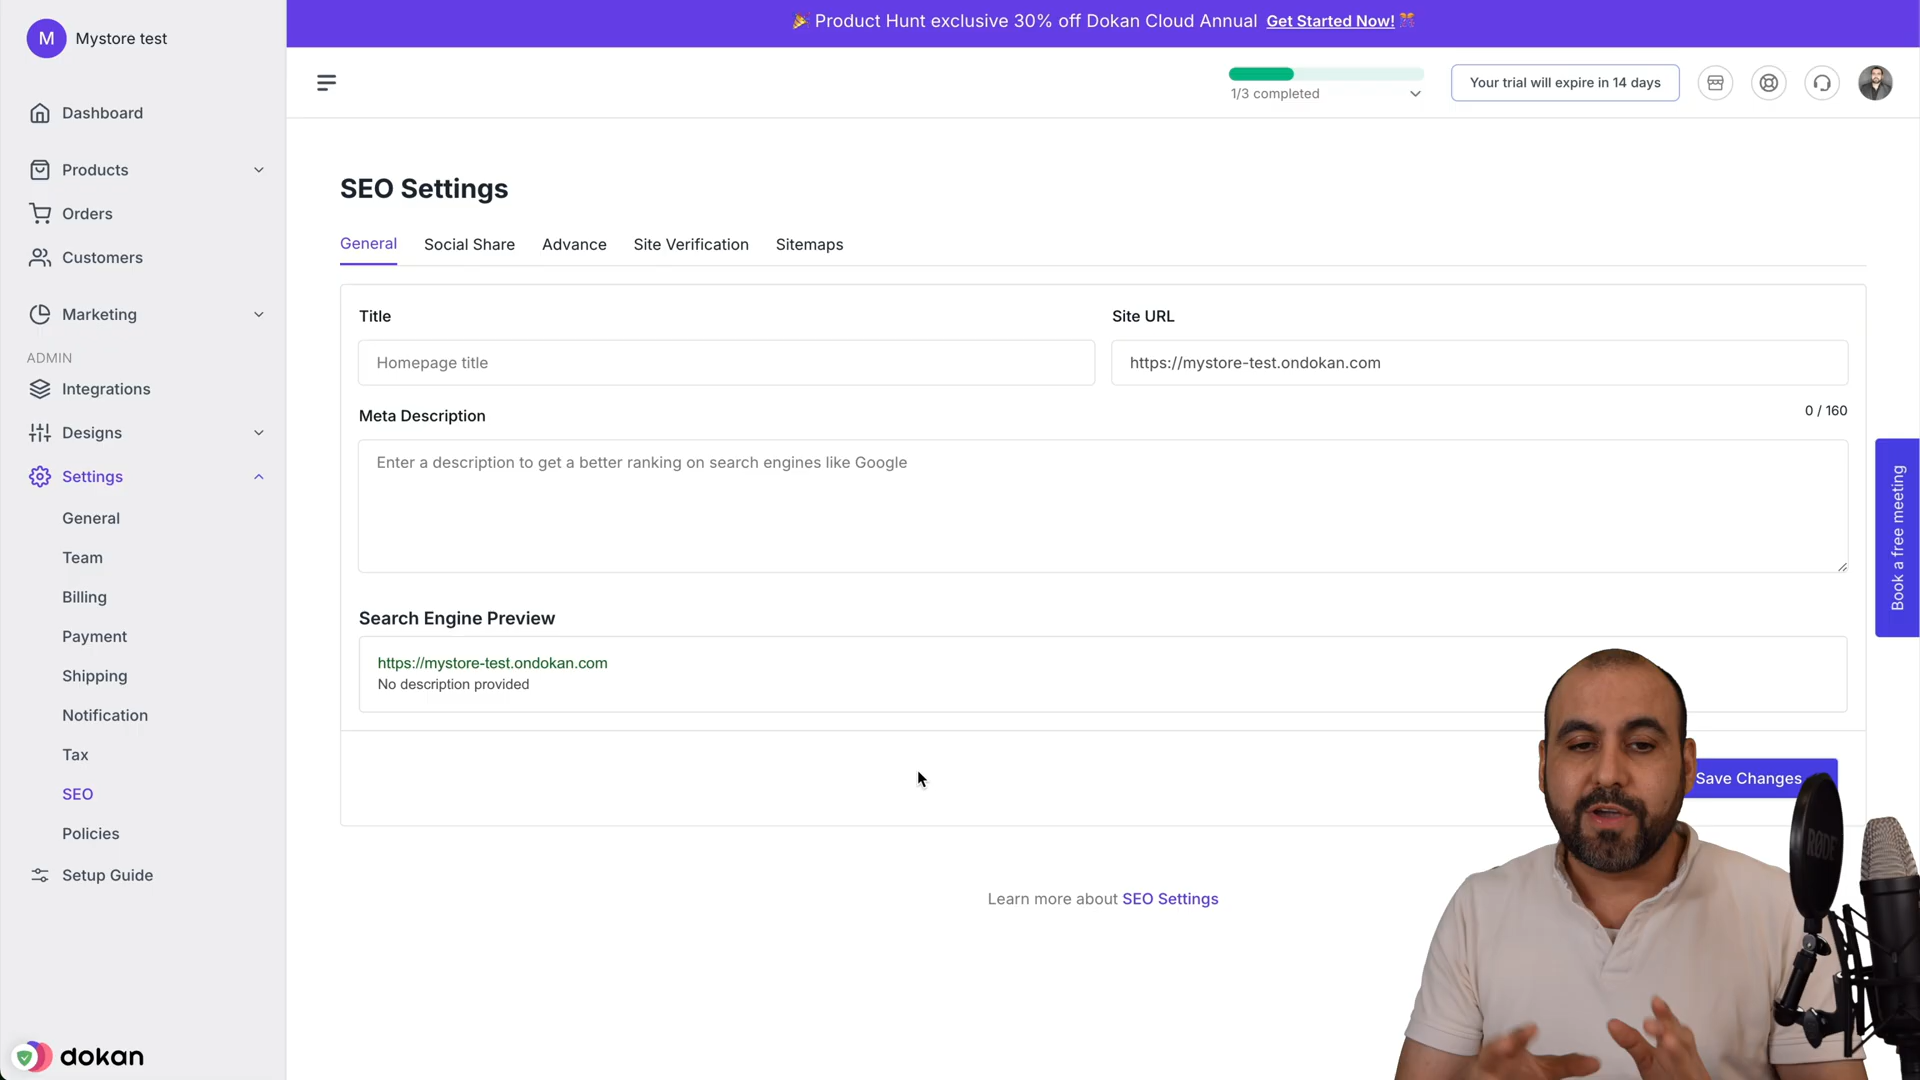 🎉 Product Hunt exclusive 30% off Dokan Cloud Annual Get Started Now! 🎊
M Mystore test
Dashboard
Products
Orders
Customers
Marketing
ADMIN
Integrations
Designs
Settings
General
Team
Billing
Payment
Shipping
Notification
Tax
SEO
Policies
Setup Guide
dokan
1/3 completed
Your trial will expire in 14 days
SEO Settings
General Social Share Advance Site Verification Sitemaps
Title
Homepage title
Site URL
https://mystore-test.ondokan.com
Meta Description
0 / 160
Enter a description to get a better ranking on search engines like Google
Search Engine Preview
https://mystore-test.ondokan.com
No description provided
Save Changes
Learn more about SEO Settings
Book a free meeting
RØDE